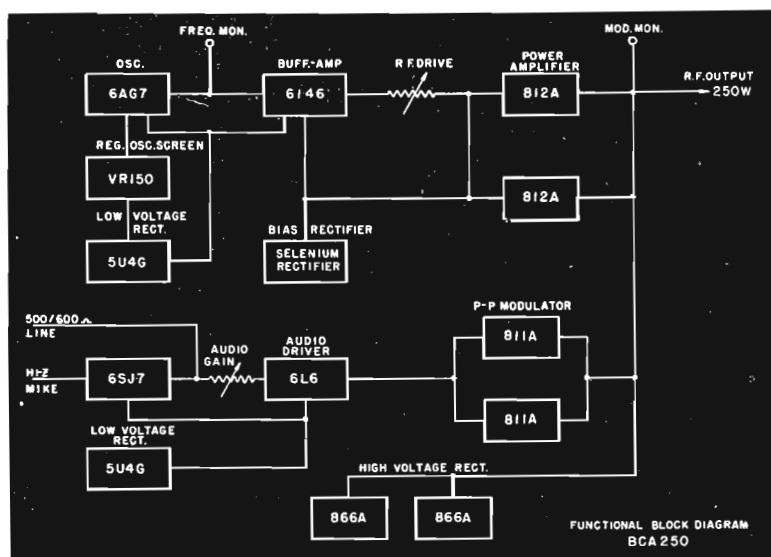 FREQ. MON.
MOD. MON.
OSC.
BUFF.-AMP
R.F. DRIVE
POWER
AMPLIFIER
6AG7
6146
812A
R.F. OUTPUT
250W
REG. OSC. SCREEN
VR150
812A
LOW VOLTAGE
RECT.
5U4G
BIAS RECTIFIER
SELENIUM
RECTIFIER
P-P MODULATOR
500/600 Ω
LINE
AUDIO
GAIN
AUDIO
DRIVER
811A
HI-Z
MIKE
6SJ7
6L6
811A
LOW VOLTAGE
RECT.
5U4G
HIGH VOLTAGE RECT.
866A
866A
FUNCTIONAL BLOCK DIAGRAM
BCA 250